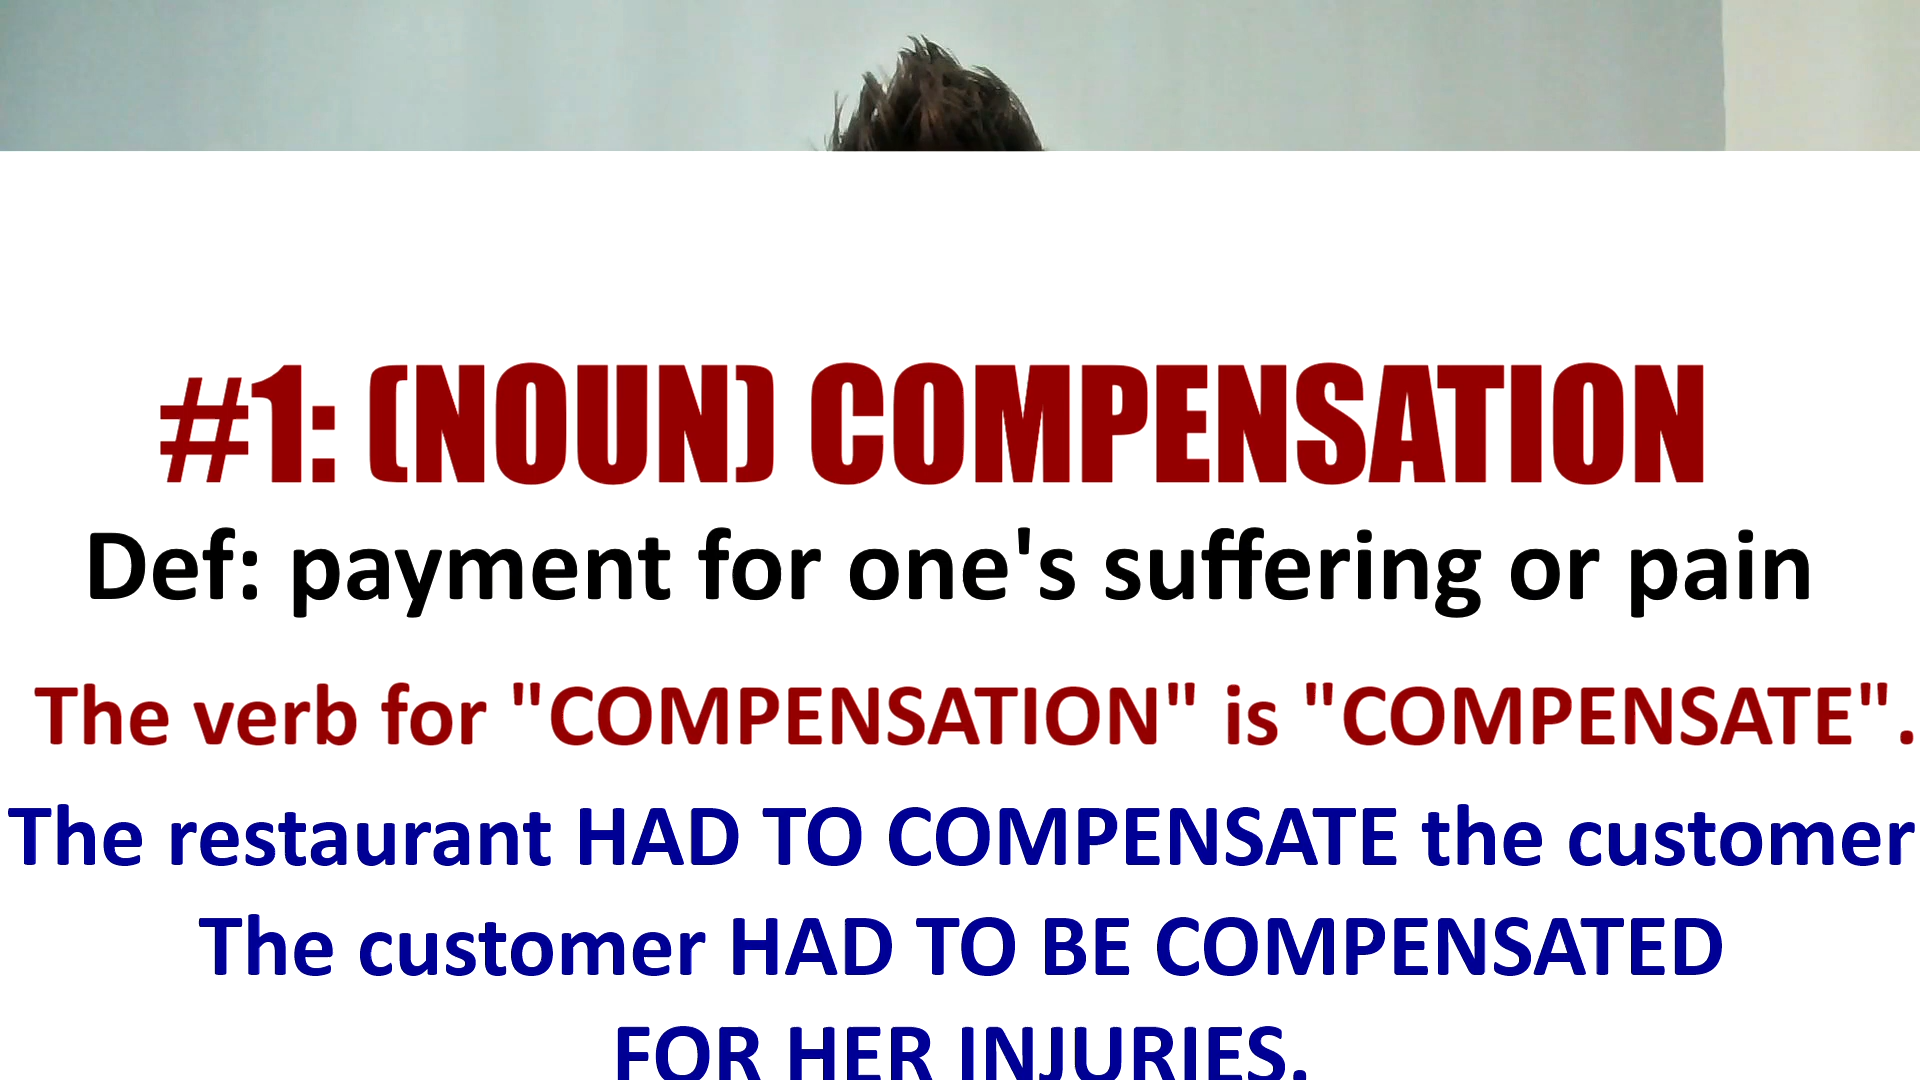 #1: (NOUN) COMPENSATION
Def: payment for one's suffering or pain
The verb for "COMPENSATION" is "COMPENSATE".
The restaurant HAD TO COMPENSATE the customer
The customer HAD TO BE COMPENSATED
FOR HER INJURIES.